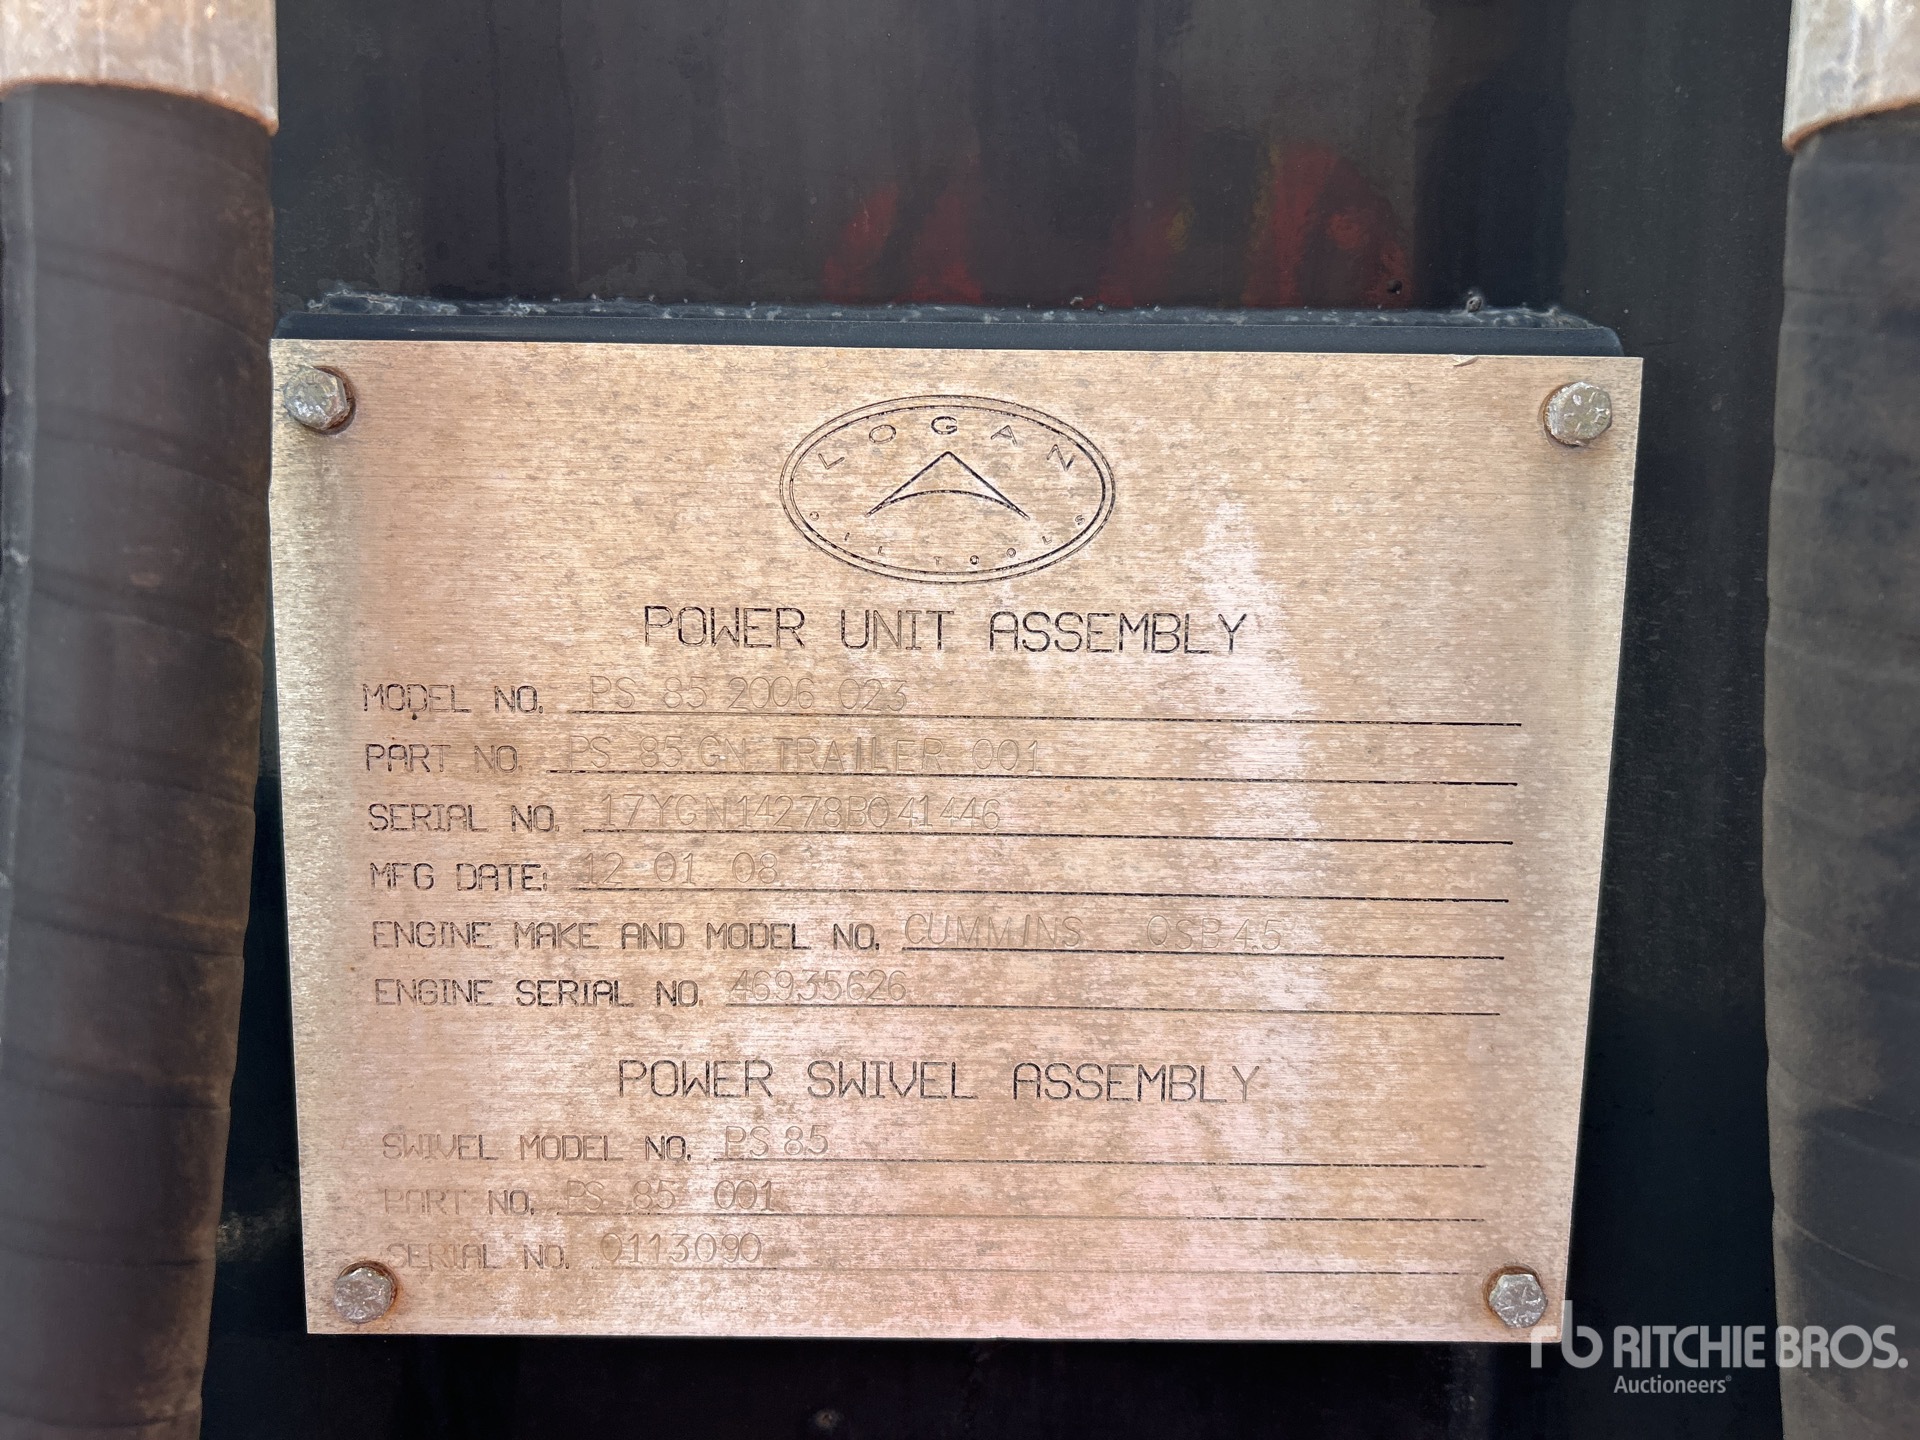 LOGAN
OIL TOOLS
POWER UNIT ASSEMBLY
MODEL NO. PS 85 2006 023
PART NO. PS 85 GN TRAILER 001
SERIAL NO. 17YGN14278B041446
MFG DATE: 12 01 08
ENGINE MAKE AND MODEL NO. CUMMINS QSB 4.5
ENGINE SERIAL NO. 46935626
POWER SWIVEL ASSEMBLY
SWIVEL MODEL NO. PS 85
PART NO. PS 85 001
SERIAL NO. 0113090
rb RITCHIE BROS.
Auctioneers®